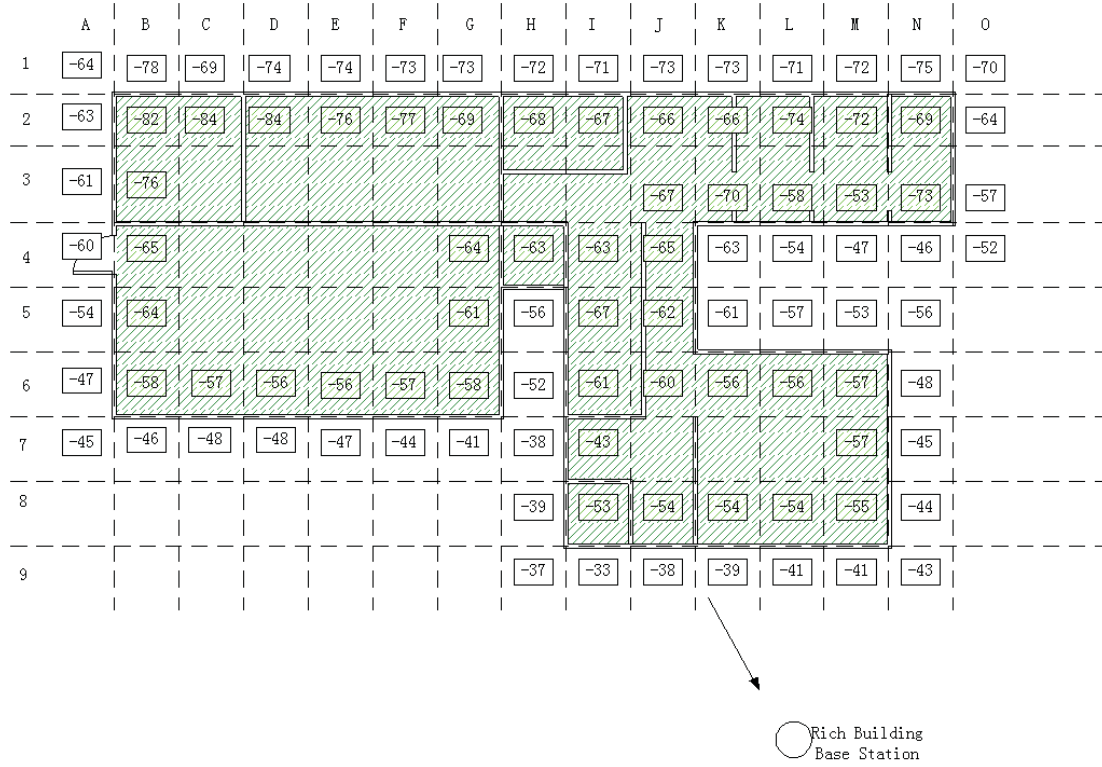 A B C D E F G H I J K L M N O
1 -64 -78 -69 -74 -74 -73 -73 -72 -71 -73 -73 -71 -72 -75 -70
2 -63 -82 -84 -84 -76 -77 -69 -68 -67 -66 -66 -74 -72 -69 -64
3 -61 -76 -67 -70 -58 -53 -73 -57
4 -60 -65 -64 -63 -63 -65 -63 -54 -47 -46 -52
5 -54 -64 -61 -56 -67 -62 -61 -57 -53 -56
6 -47 -58 -57 -56 -56 -57 -58 -52 -61 -60 -56 -56 -57 -48
7 -45 -46 -48 -48 -47 -44 -41 -38 -43 -57 -45
8 -39 -53 -54 -54 -54 -55 -44
9 -37 -33 -38 -39 -41 -41 -43
Rich Building
Base Station